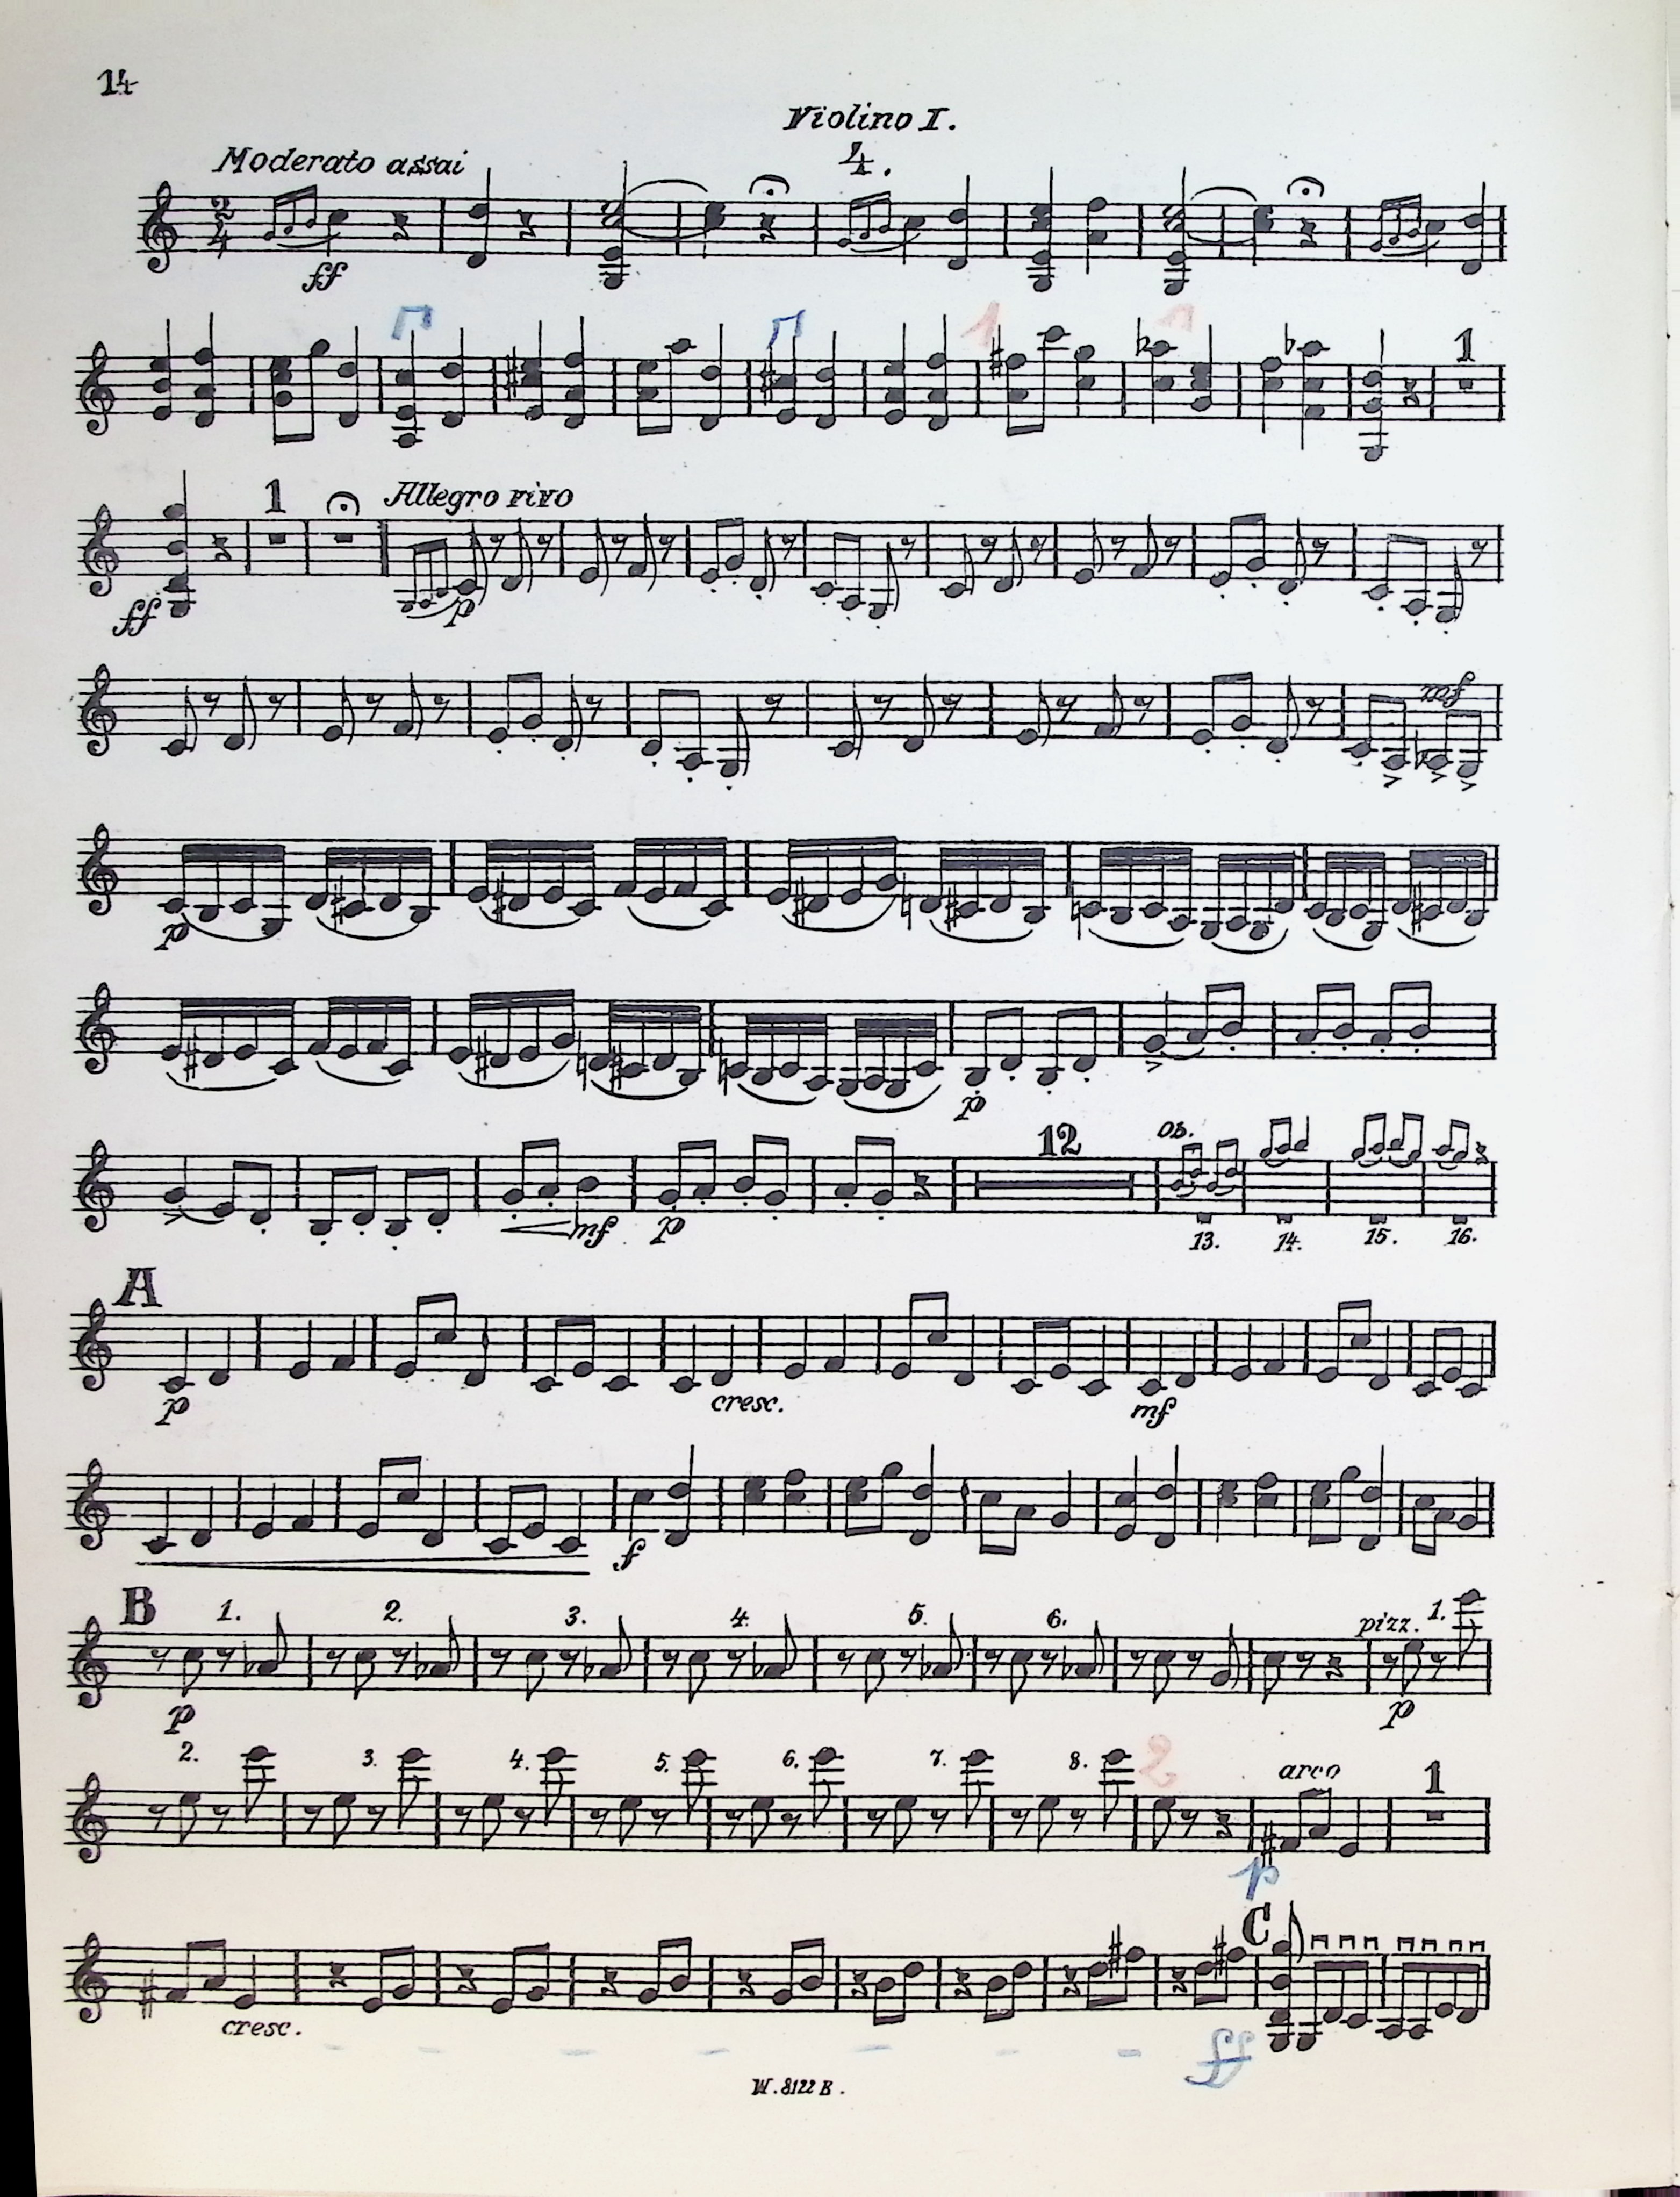 14
Violino I.
4.
Moderato assai
2
4
ff
1
1
Allegro vivo
ff
p
mf
p
p
12
Ob.
mf
p
13. 14. 15. 16.
A
p
cresc.
mf
f
B
1. 2. 3. 4. 5. 6. pizz. 1.
p
p
2. 3. 4. 5. 6. 7. 8. 2 arco 1
p
C
cresc.
ff
W. 8122 B.